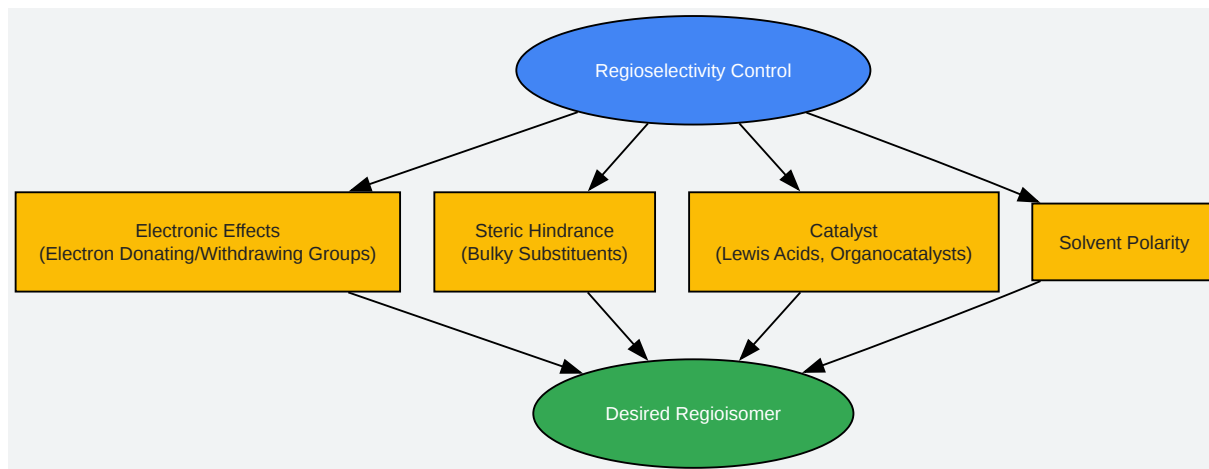 Regioselectivity Control
Electronic Effects
(Electron Donating/Withdrawing Groups)
Steric Hindrance
(Bulky Substituents)
Catalyst
(Lewis Acids, Organocatalysts)
Solvent Polarity
Desired Regioisomer